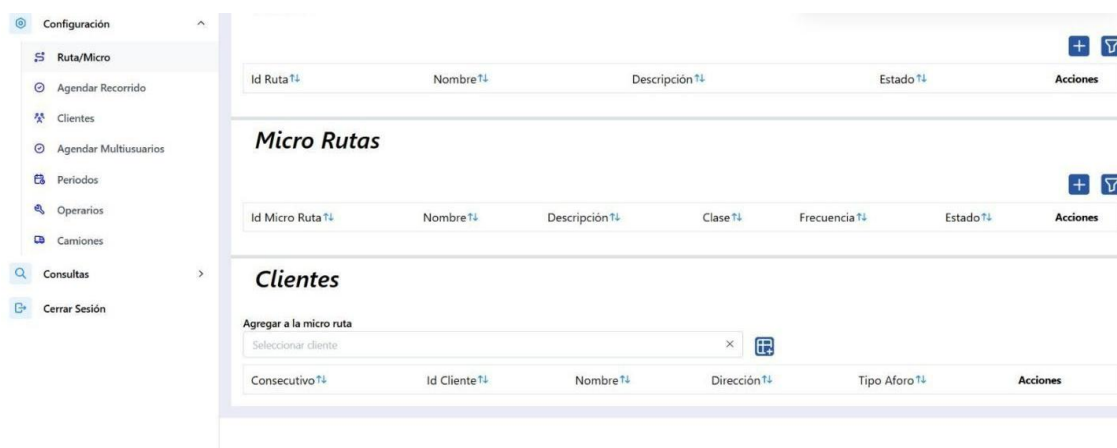 Configuración
Ruta/Micro
Agendar Recorrido
Clientes
Agendar Multiusuarios
Periodos
Operarios
Camiones
Consultas
Cerrar Sesión
Id Ruta Nombre Descripción Estado Acciones
Micro Rutas
Id Micro Ruta Nombre Descripción Clase Frecuencia Estado Acciones
Clientes
Agregar a la micro ruta
Seleccionar cliente
Consecutivo Id Cliente Nombre Dirección Tipo Aforo Acciones